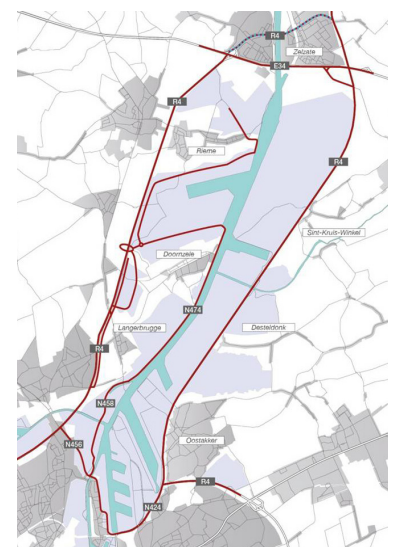 R4
Zelzate
E34
R4
Rieme
R4
Sint-Kruis-Winkel
Doornzele
N474
Langerbrugge
Desteldonk
R4
N458
Oostakker
N456
R4
N424